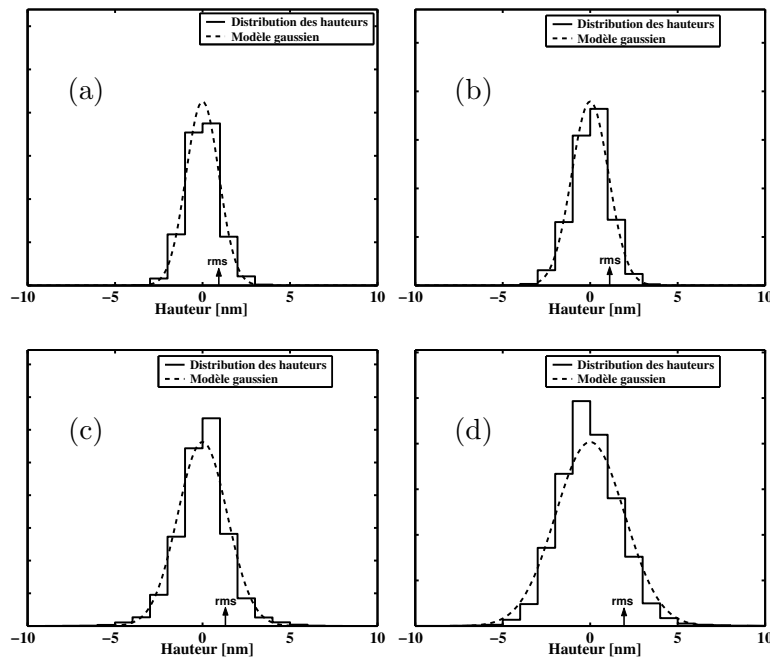 Distribution des hauteurs
Modèle gaussien
(a)
rms
−10 −5 0 5 10
Hauteur [nm]
Distribution des hauteurs
Modèle gaussien
(b)
rms
−10 −5 0 5 10
Hauteur [nm]
Distribution des hauteurs
Modèle gaussien
(c)
rms
−10 −5 0 5 10
Hauteur [nm]
Distribution des hauteurs
Modèle gaussien
(d)
rms
−10 −5 0 5 10
Hauteur [nm]